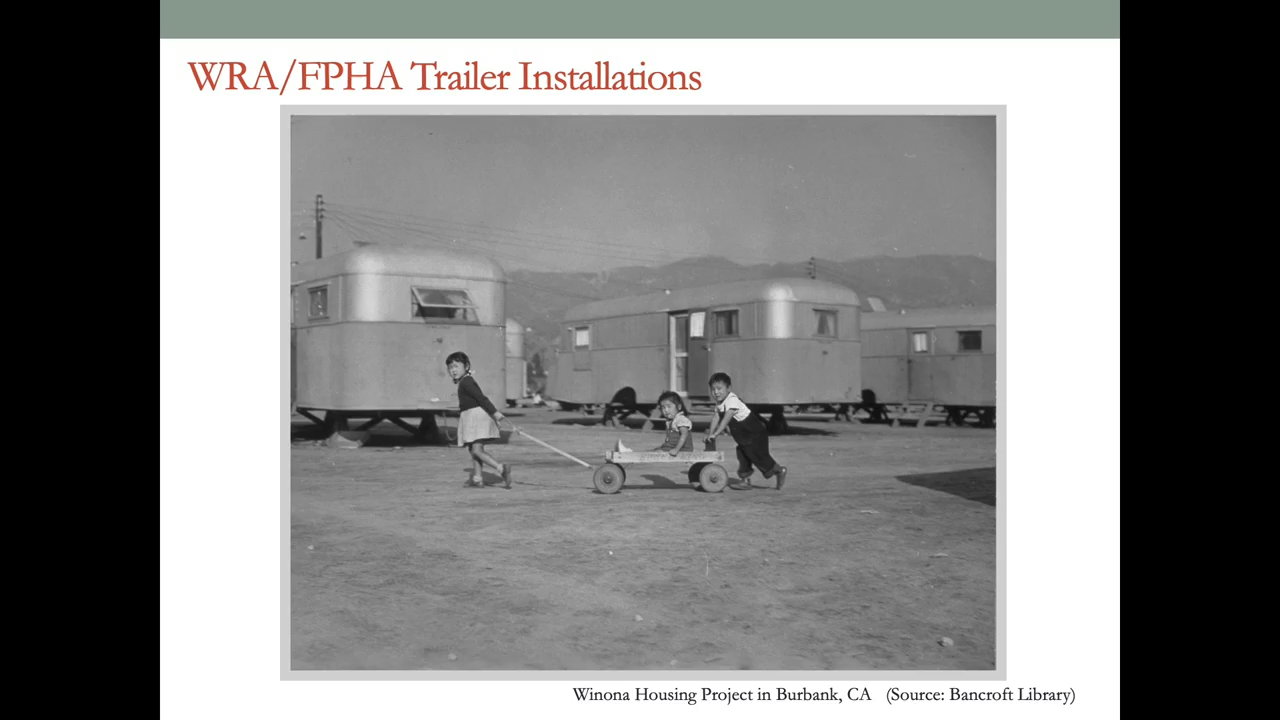 WRA/FPHA Trailer Installations
Winona Housing Project in Burbank, CA (Source: Bancroft Library)